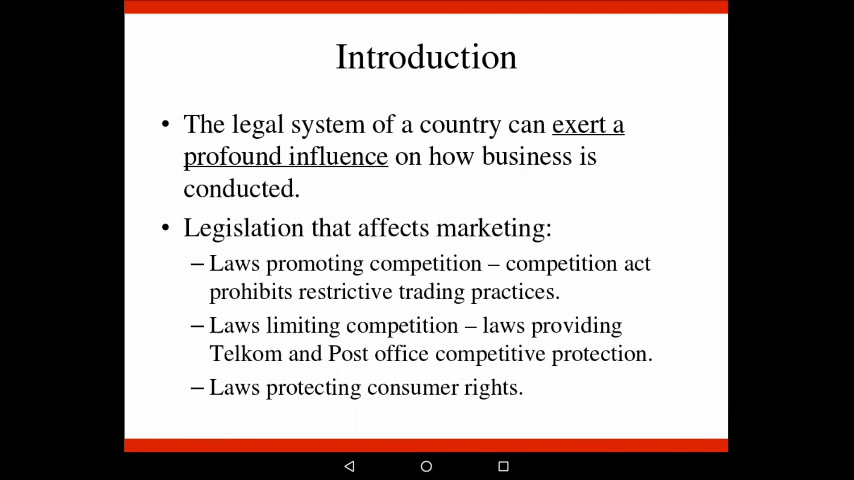 Introduction
• The legal system of a country can exert a
profound influence on how business is
conducted.
• Legislation that affects marketing:
– Laws promoting competition – competition act
prohibits restrictive trading practices.
– Laws limiting competition – laws providing
Telkom and Post office competitive protection.
– Laws protecting consumer rights.